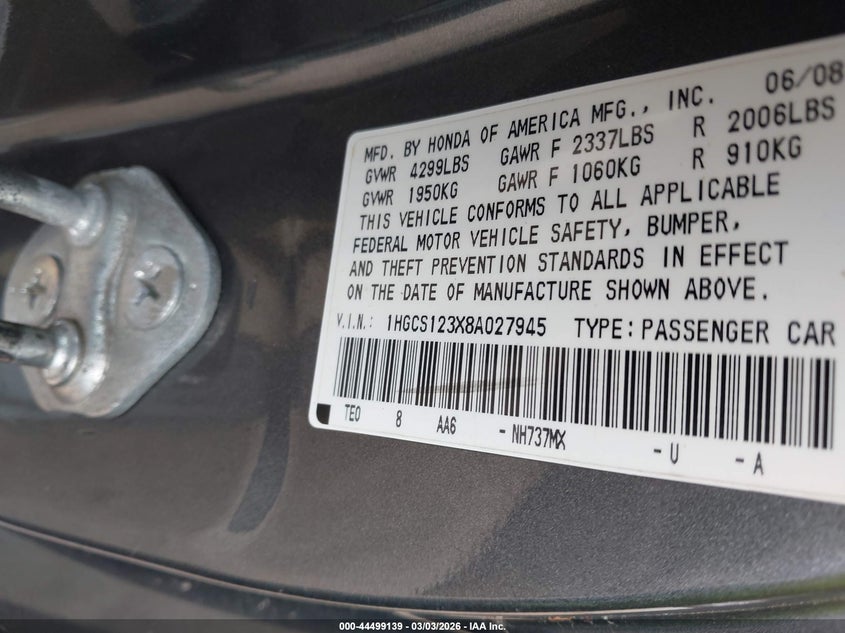 06/08
MFD. BY HONDA OF AMERICA MFG., INC.
GVWR 4299LBS GAWR F 2337LBS R 2006LBS
GVWR 1950KG GAWR F 1060KG R 910KG
THIS VEHICLE CONFORMS TO ALL APPLICABLE
FEDERAL MOTOR VEHICLE SAFETY, BUMPER,
AND THEFT PREVENTION STANDARDS IN EFFECT
ON THE DATE OF MANUFACTURE SHOWN ABOVE.
V.I.N.: 1HGCS123X8A027945 TYPE:PASSENGER CAR
TE0 8 AA6 -NH737MX -U -A
000-44499139 - 03/03/2026 - IAA Inc.